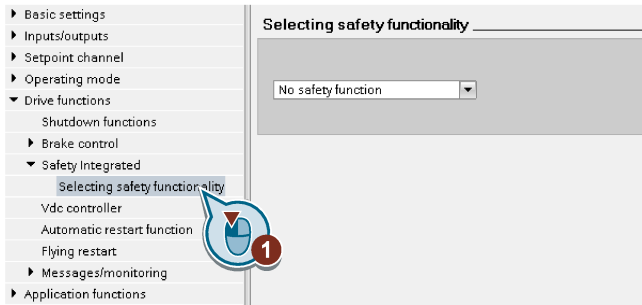 Basic settings
Inputs/outputs
Setpoint channel
Operating mode
Drive functions
Shutdown functions
Brake control
Safety Integrated
Selecting safety functionality
Vdc controller
Automatic restart function
Flying restart
Messages/monitoring
Application functions
Selecting safety functionality
No safety function
1